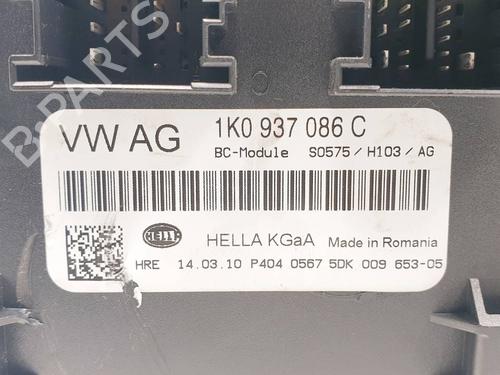 VW AG 1K0 937 086 C
BC-Module S0575 / H103 / AG
HELLA HELLA KGaA Made in Romania
HRE 14.03.10 P404 0567 5DK 009 653-05